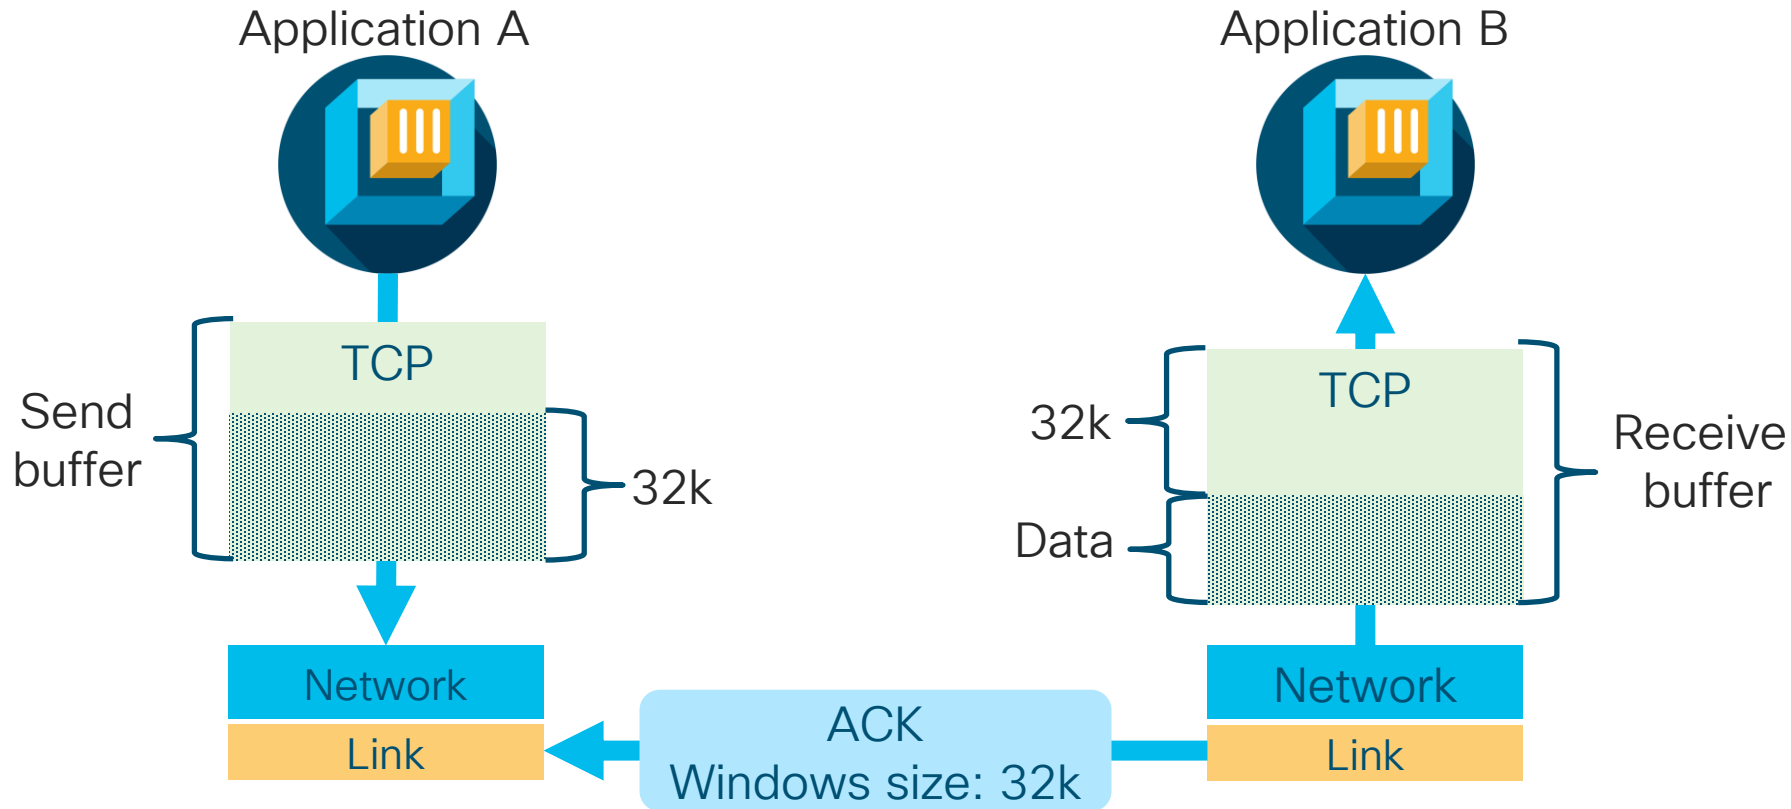 Application A
Application B
TCP
Send
buffer
32k
TCP
32k
Data
Receive
buffer
Network
Link
ACK
Windows size: 32k
Network
Link